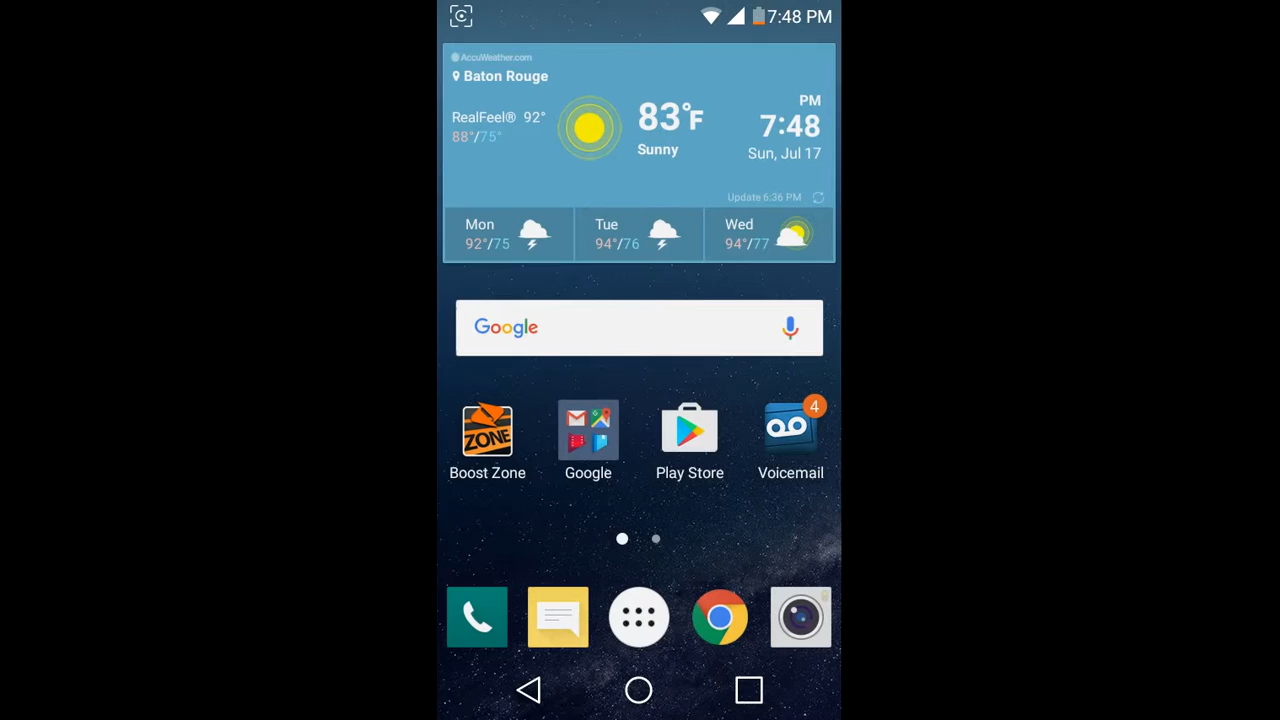 7:48 PM
AccuWeather.com
Baton Rouge
RealFeel® 92°
88°/75°
83°F
Sunny
PM
7:48
Sun, Jul 17
Update 6:36 PM
Mon
92°/75
Tue
94°/76
Wed
94°/77
Google
ZONE
4
Boost Zone
Google
Play Store
Voicemail